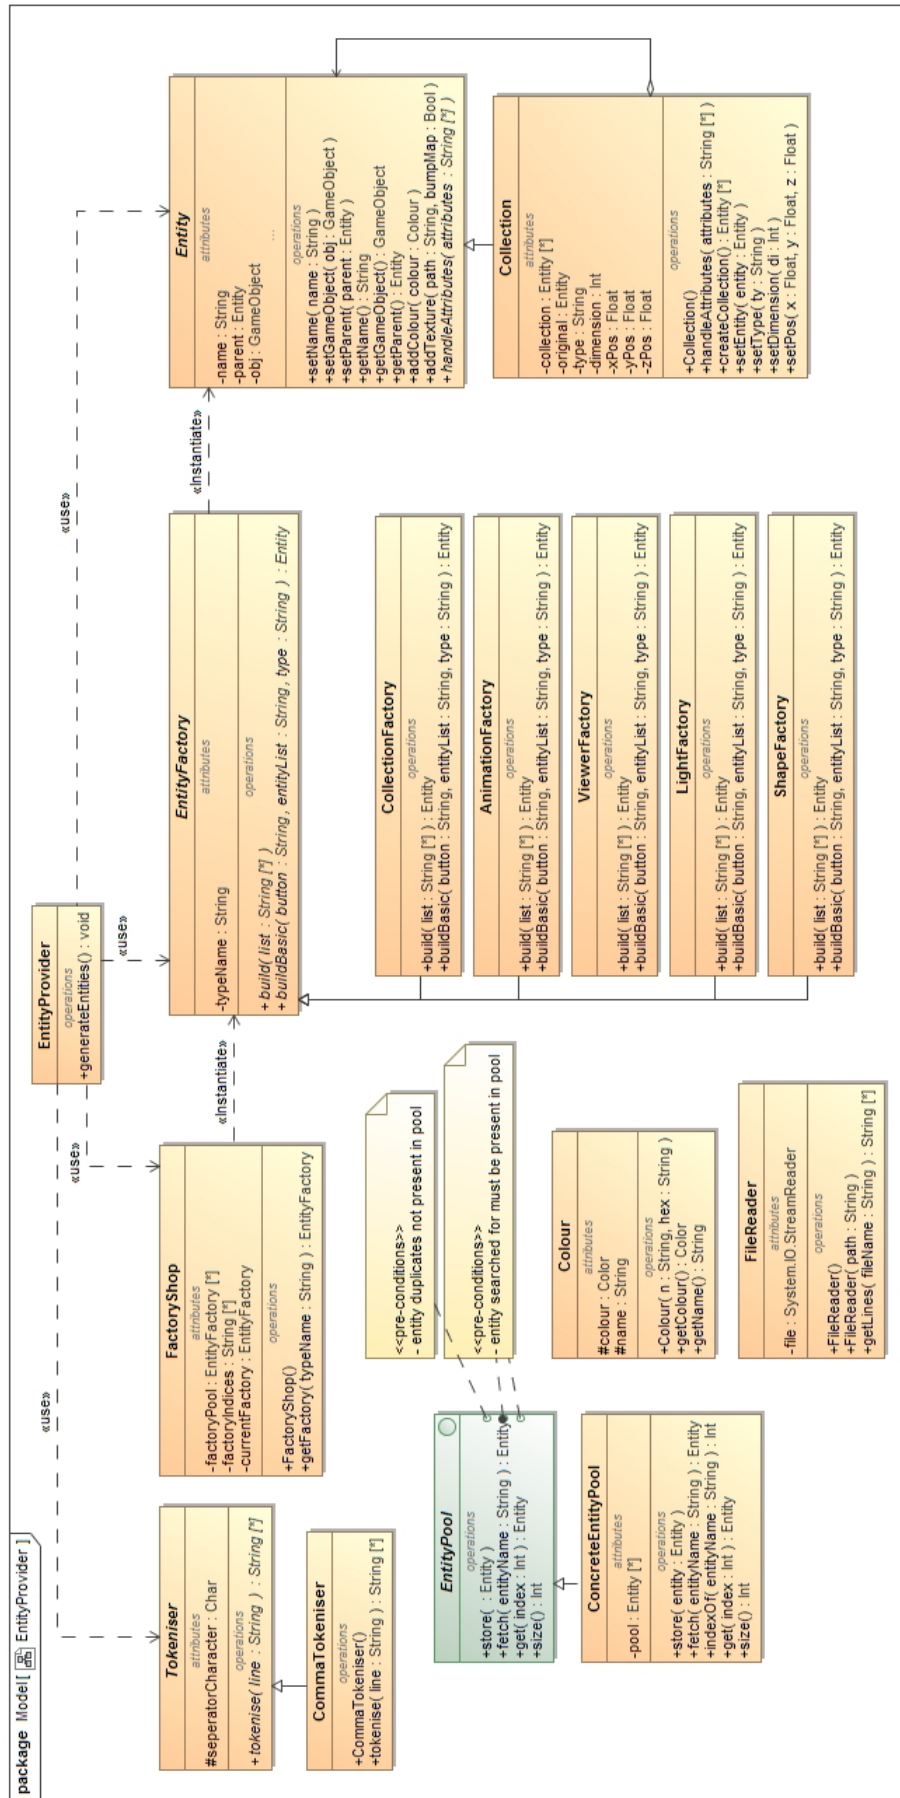 package Model[ EntityProvider ]
EntityProvider
operations
+generateEntities() : void
«use»
«use»
«use»
«use»
Tokeniser
attributes
#seperatorCharacter : Char
operations
+tokenise( line : String ) : String [*]
CommaTokeniser
operations
+CommaTokeniser()
+tokenise( line : String ) : String [*]
FactoryShop
attributes
-factoryPool : EntityFactory [*]
-factoryIndices : String [*]
-currentFactory : EntityFactory
operations
+FactoryShop()
+getFactory( typeName : String ) : EntityFactory
«Instantiate»
EntityFactory
attributes
-typeName : String
operations
+build( list : String [*] )
+buildBasic( button : String, entityList : String, type : String ) : Entity
«Instantiate»
Entity
attributes
-name : String
-parent : Entity
-obj : GameObject
...
operations
+setName( name : String )
+setGameObject( obj : GameObject )
+setParent( parent : Entity )
+getName() : String
+getGameObject() : GameObject
+getParent() : Entity
+addColour( colour : Colour )
+addTexture( path : String, bumpMap : Bool )
+handleAttributes( attributes : String [*] )
EntityPool
operations
+store( : Entity )
+fetch( entityName : String ) : Entity
+get( index : Int ) : Entity
+size() : Int
<<pre-conditions>>
- entity duplicates not present in pool
<<pre-conditions>>
- entity searched for must be present in pool
ConcreteEntityPool
attributes
-pool : Entity [*]
operations
+store( entity : Entity )
+fetch( entityName : String ) : Entity
+indexOf( entityName : String ) : Int
+get( index : Int ) : Entity
+size() : Int
Colour
attributes
#colour : Color
#name : String
operations
+Colour( n : String, hex : String )
+getColour() : Color
+getName() : String
FileReader
attributes
-file : System.IO.StreamReader
operations
+FileReader()
+FileReader( path : String )
+getLines( fileName : String ) : String [*]
CollectionFactory
operations
+build( list : String [*] ) : Entity
+buildBasic( button : String, entityList : String, type : String ) : Entity
AnimationFactory
operations
+build( list : String [*] ) : Entity
+buildBasic( button : String, entityList : String, type : String ) : Entity
ViewerFactory
operations
+build( list : String [*] ) : Entity
+buildBasic( button : String, entityList : String, type : String ) : Entity
LightFactory
operations
+build( list : String [*] ) : Entity
+buildBasic( button : String, entityList : String, type : String ) : Entity
ShapeFactory
operations
+build( list : String [*] ) : Entity
+buildBasic( button : String, entityList : String, type : String ) : Entity
Collection
attributes
-collection : Entity [*]
-original : Entity
-type : String
-dimension : Int
-xPos : Float
-yPos : Float
-zPos : Float
operations
+Collection()
+handleAttributes( attributes : String [*] )
+createCollection() : Entity [*]
+setEntity( entity : Entity )
+setType( ty : String )
+setDimension( di : Int )
+setPos( x : Float, y : Float, z : Float )